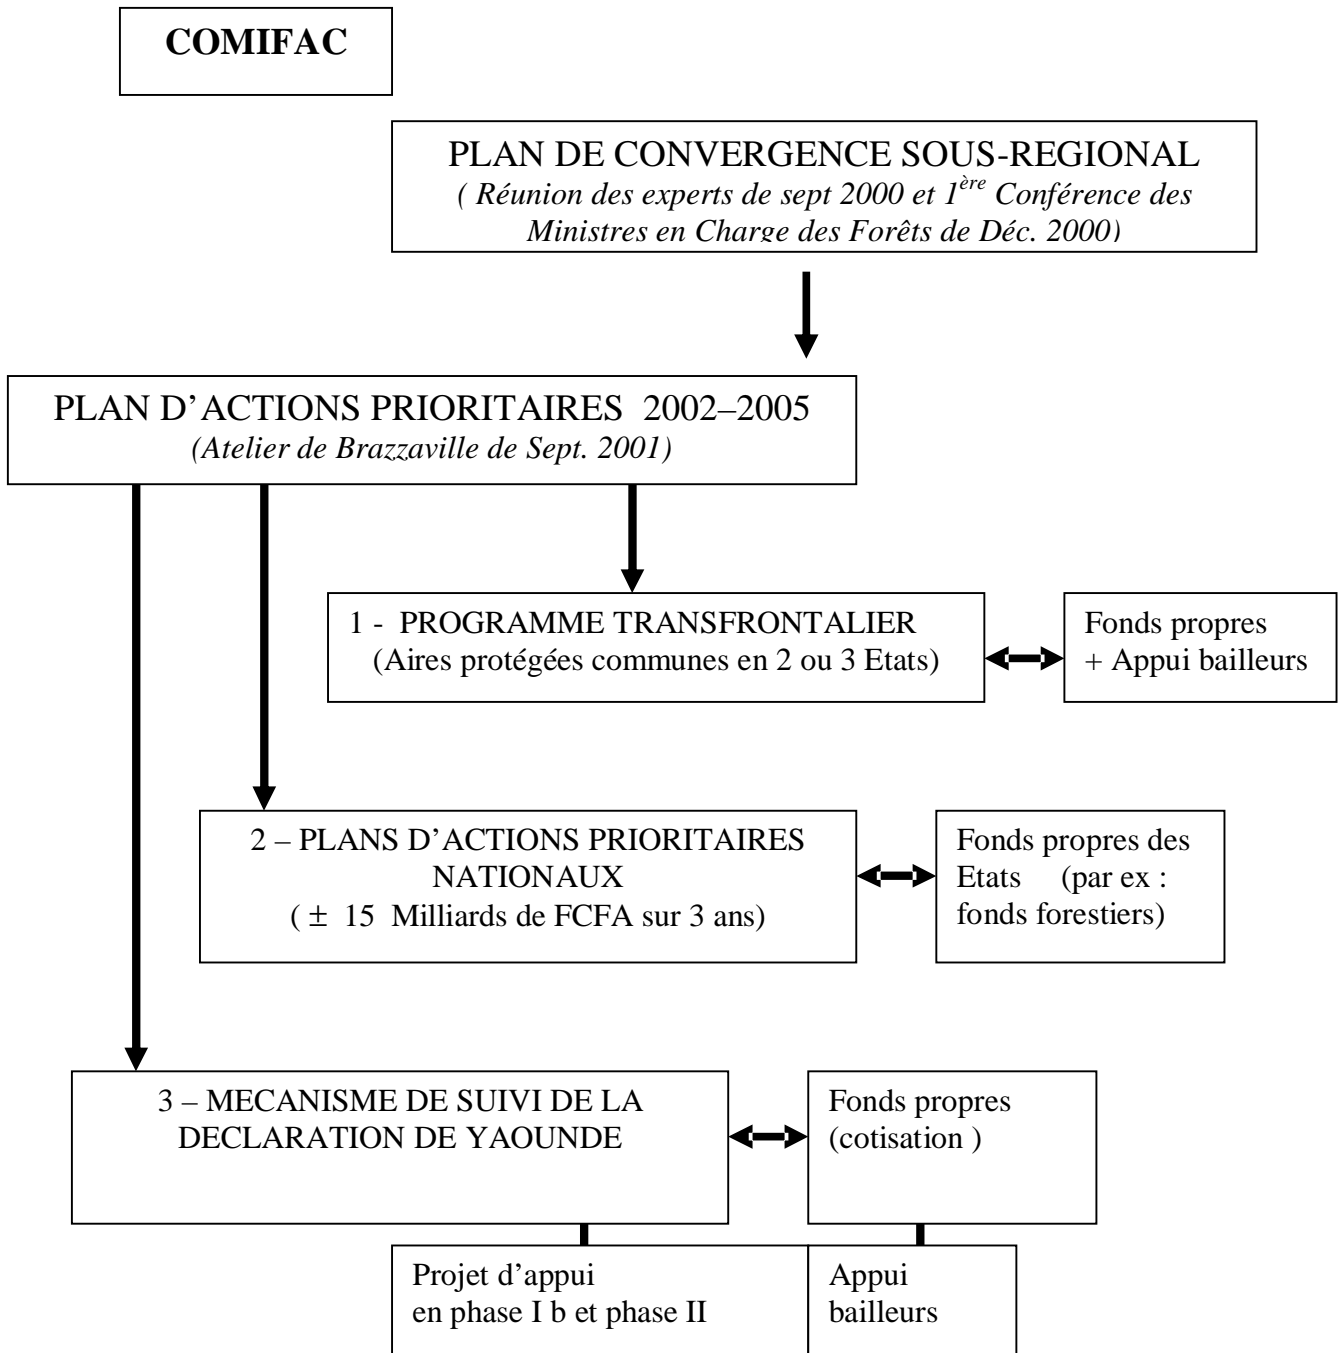 COMIFAC
PLAN DE CONVERGENCE SOUS-REGIONAL
( Réunion des experts de sept 2000 et 1ère Conférence des
Ministres en Charge des Forêts de Déc. 2000)
PLAN D’ACTIONS PRIORITAIRES 2002–2005
(Atelier de Brazzaville de Sept. 2001)
1 - PROGRAMME TRANSFRONTALIER
(Aires protégées communes en 2 ou 3 Etats)
Fonds propres
+ Appui bailleurs
2 – PLANS D’ACTIONS PRIORITAIRES
NATIONAUX
( ± 15 Milliards de FCFA sur 3 ans)
Fonds propres des
Etats (par ex :
fonds forestiers)
3 – MECANISME DE SUIVI DE LA
DECLARATION DE YAOUNDE
Fonds propres
(cotisation )
Projet d’appui
en phase I b et phase II
Appui
bailleurs